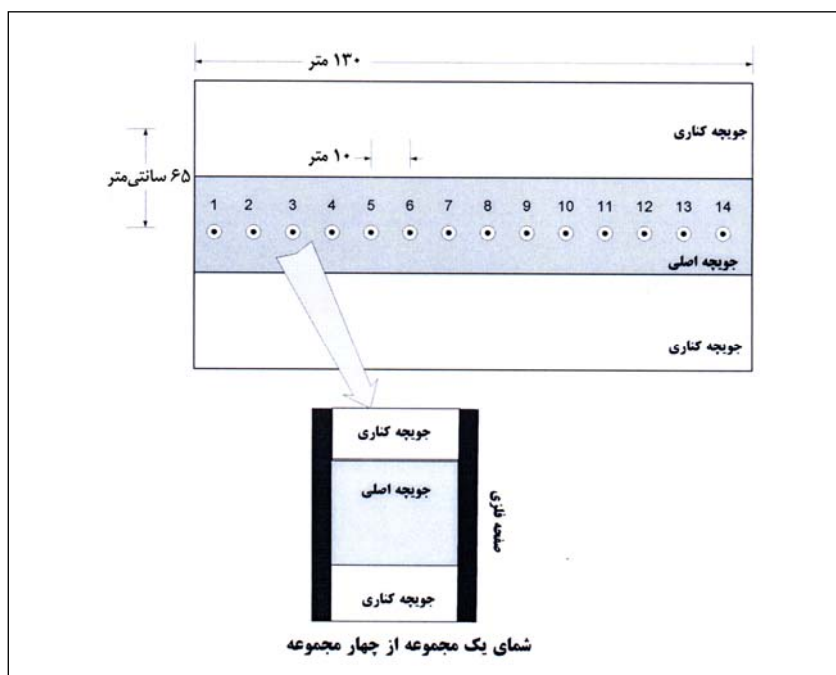 ۱۳۰ متر
جویچه کناری
۶۵ سانتی‌متر
۱۰ متر
1 2 3 4 5 6 7 8 9 10 11 12 13 14
جویچه اصلی
جویچه کناری
جویچه کناری
جویچه اصلی
صفحه فلزی
جویچه کناری
شمای یک مجموعه از چهار مجموعه